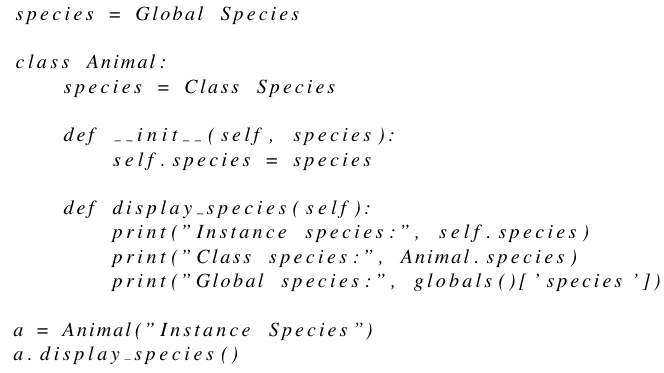 species = Global Species
class Animal:
species = Class Species
def __init__(self, species):
self.species = species
def display_species(self):
print(”Instance species:”, self.species)
print(”Class species:”, Animal.species)
print(”Global species:”, globals()['species'])
a = Animal(”Instance Species”)
a.display_species()